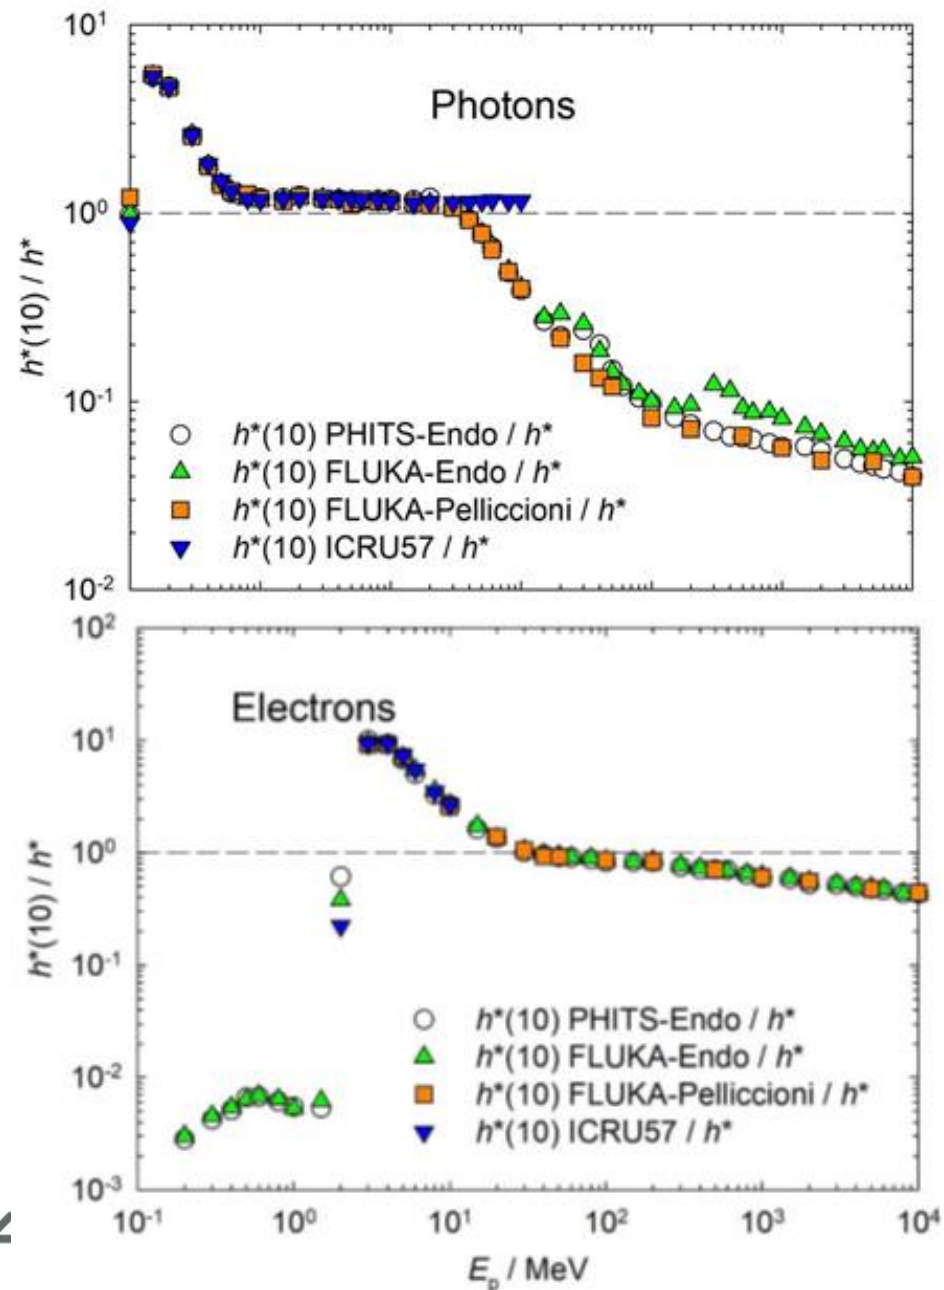 10¹
Photons
10⁰
h*(10) / h*
10⁻¹
h*(10) PHITS-Endo / h*
h*(10) FLUKA-Endo / h*
h*(10) FLUKA-Pelliccioni / h*
h*(10) ICRU57 / h*
10⁻²
10²
Electrons
10¹
10⁰
h*(10) / h*
10⁻¹
h*(10) PHITS-Endo / h*
10⁻²
h*(10) FLUKA-Endo / h*
h*(10) FLUKA-Pelliccioni / h*
h*(10) ICRU57 / h*
10⁻³
10⁻¹ 10⁰ 10¹ 10² 10³ 10⁴
Eₚ / MeV